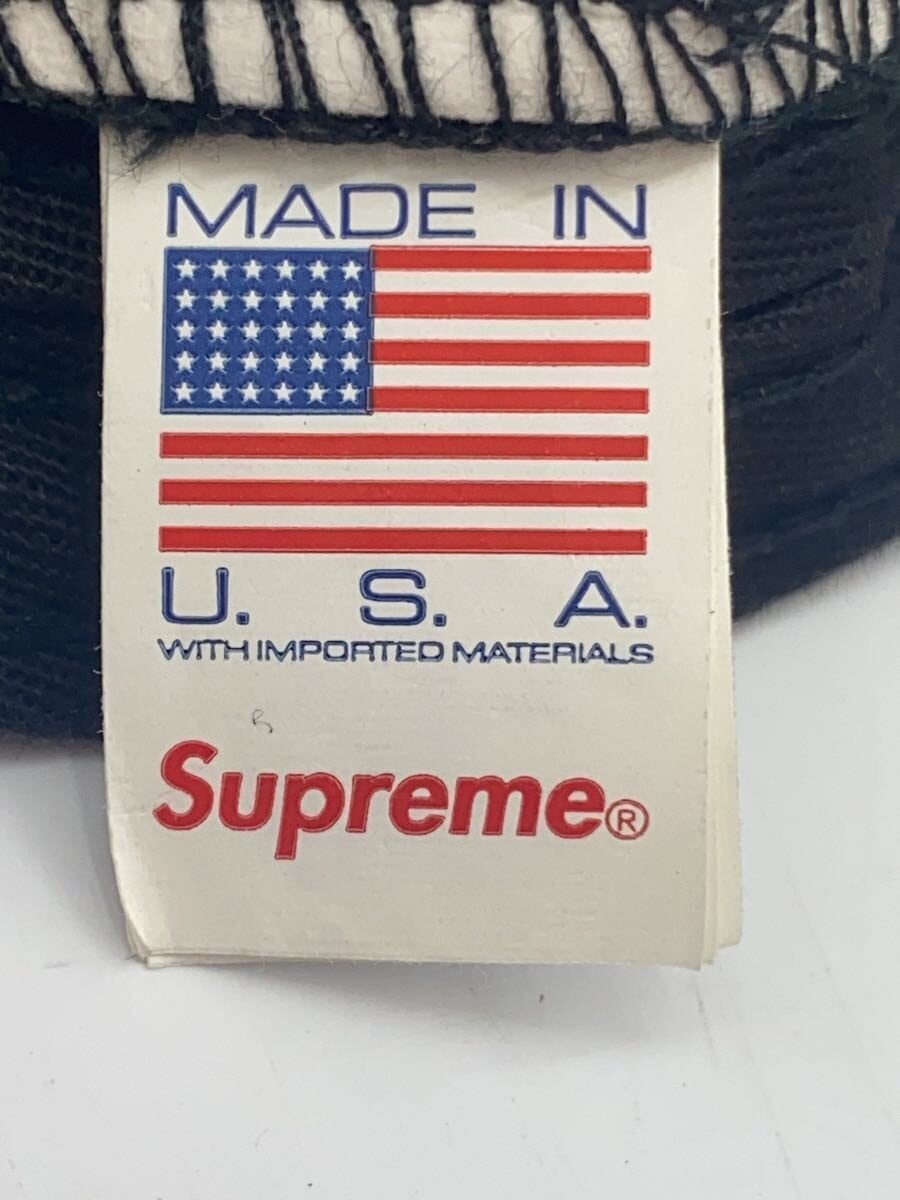 MADE IN
U. S. A.
WITH IMPORTED MATERIALS
Supreme®